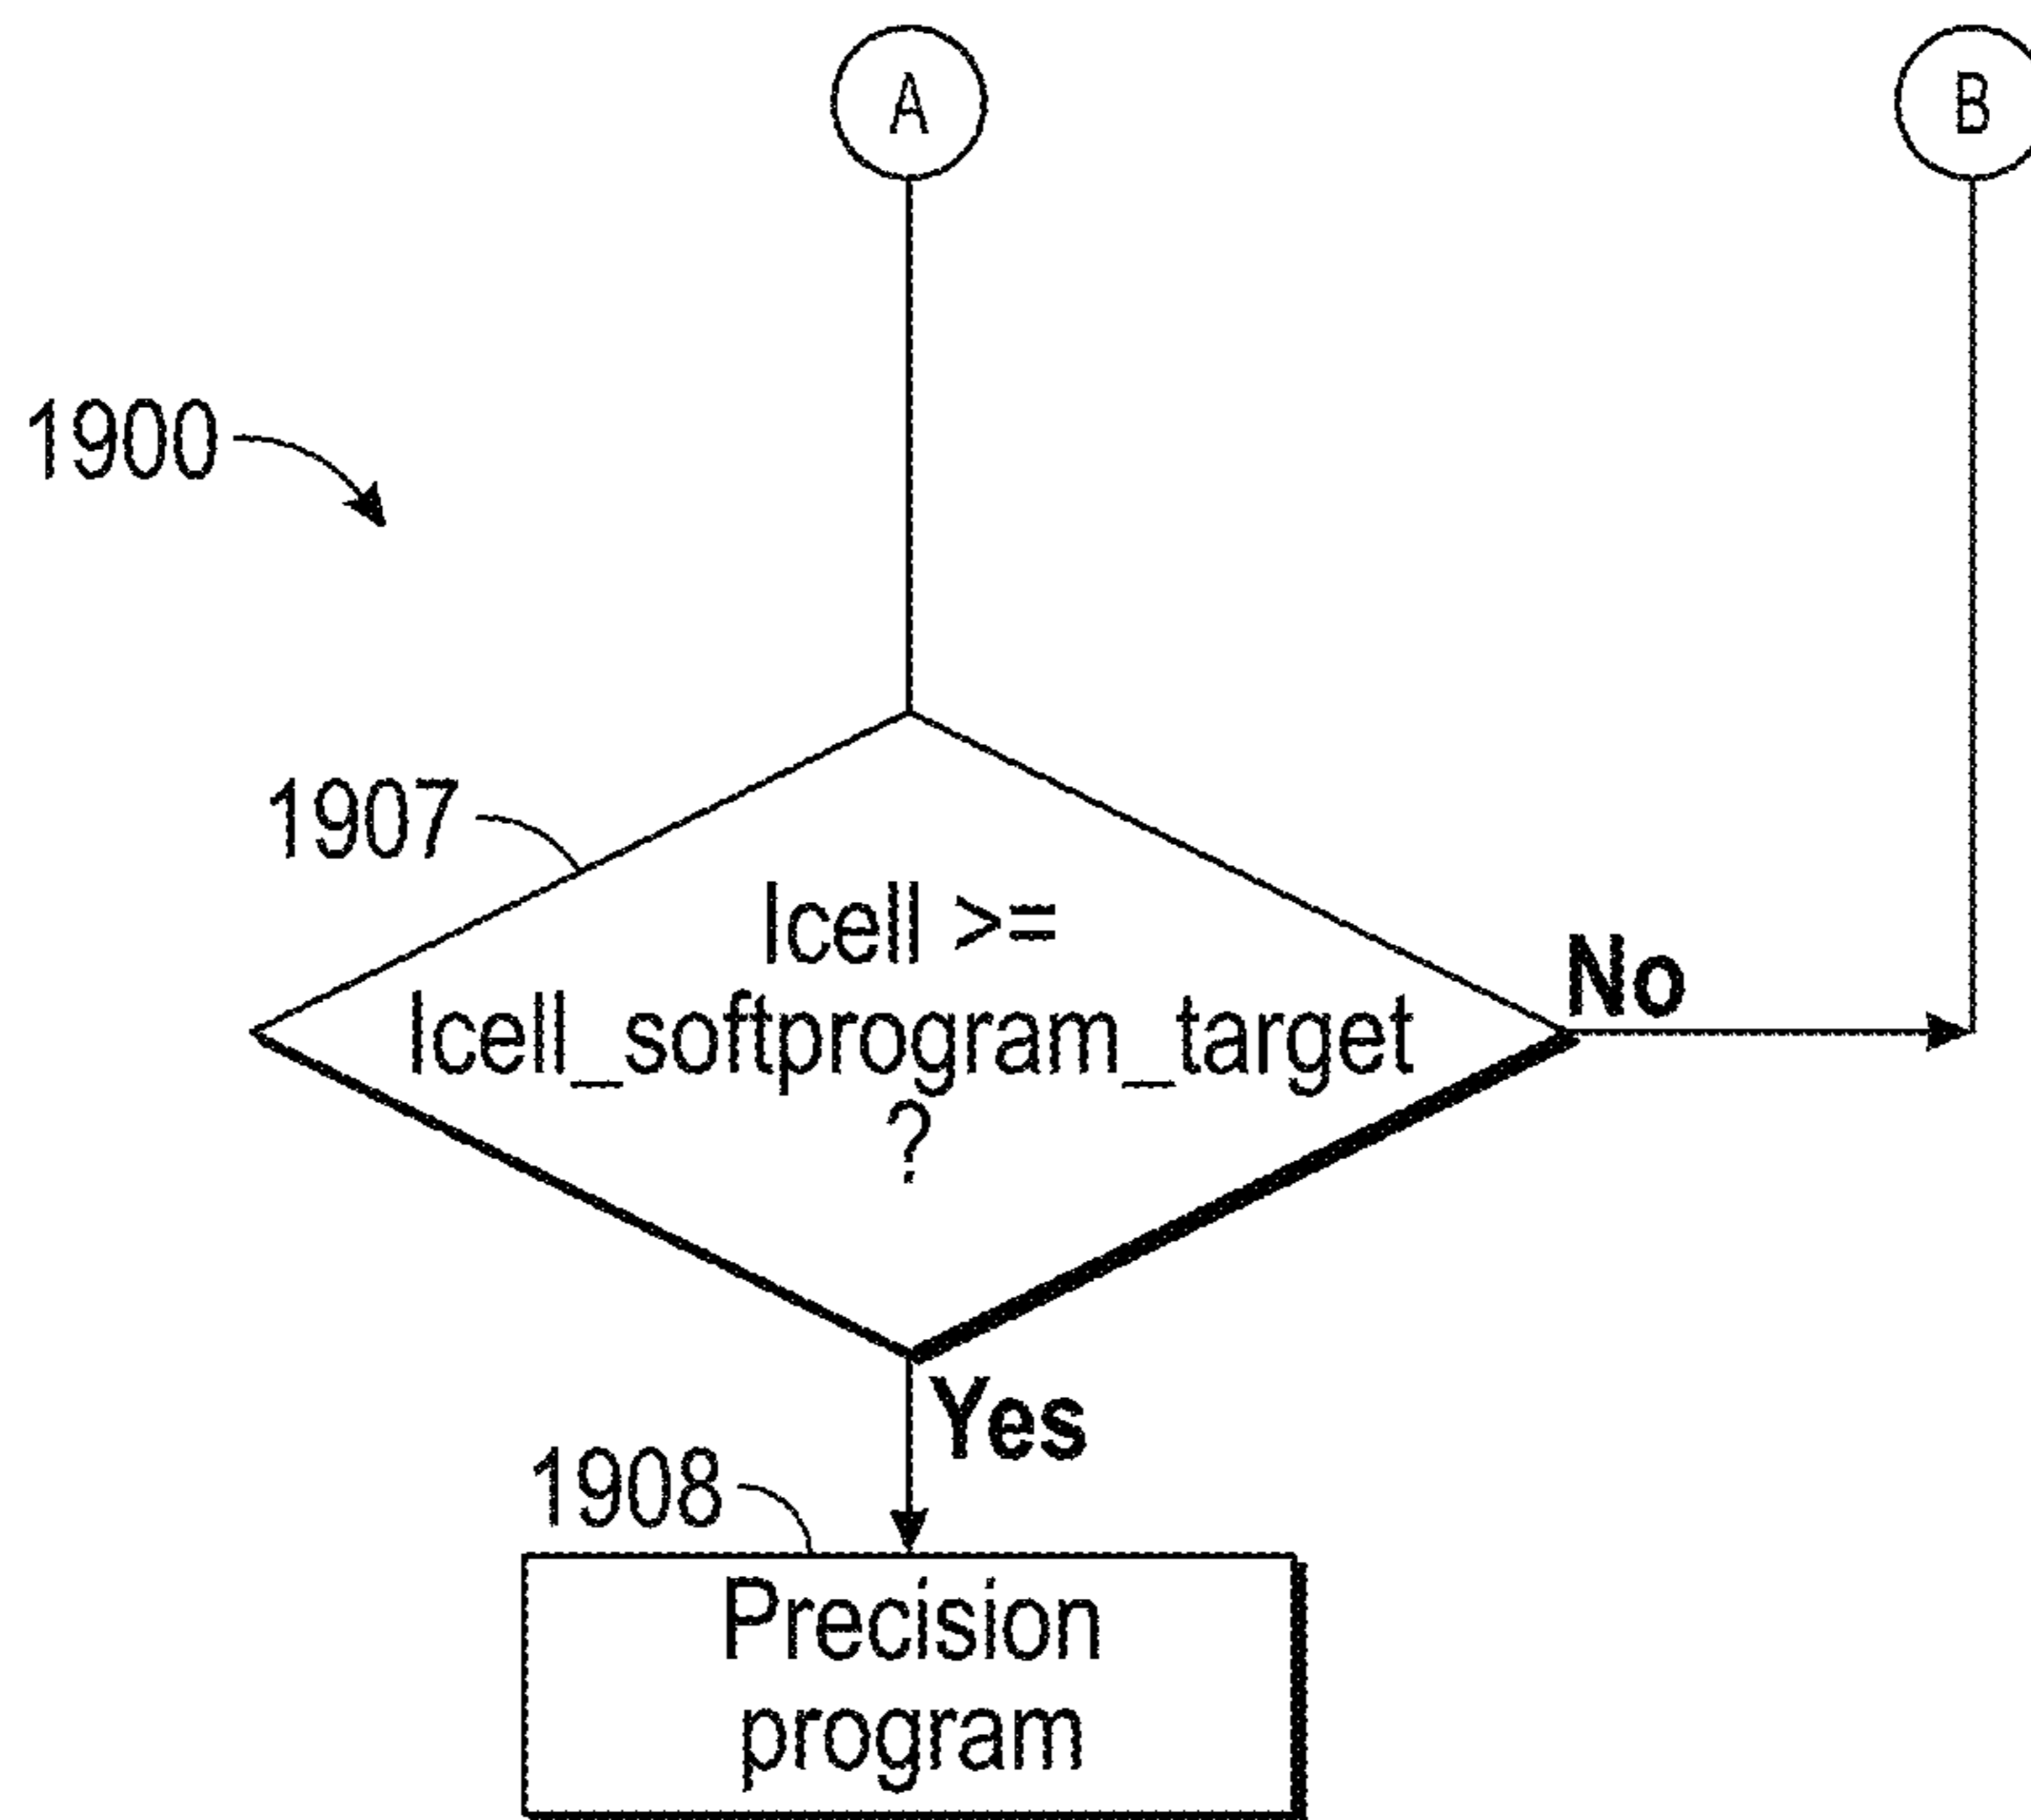 A
B
1900
1907
Icell >=
Icell_softprogram_target
?
No
Yes
1908
Precision
program